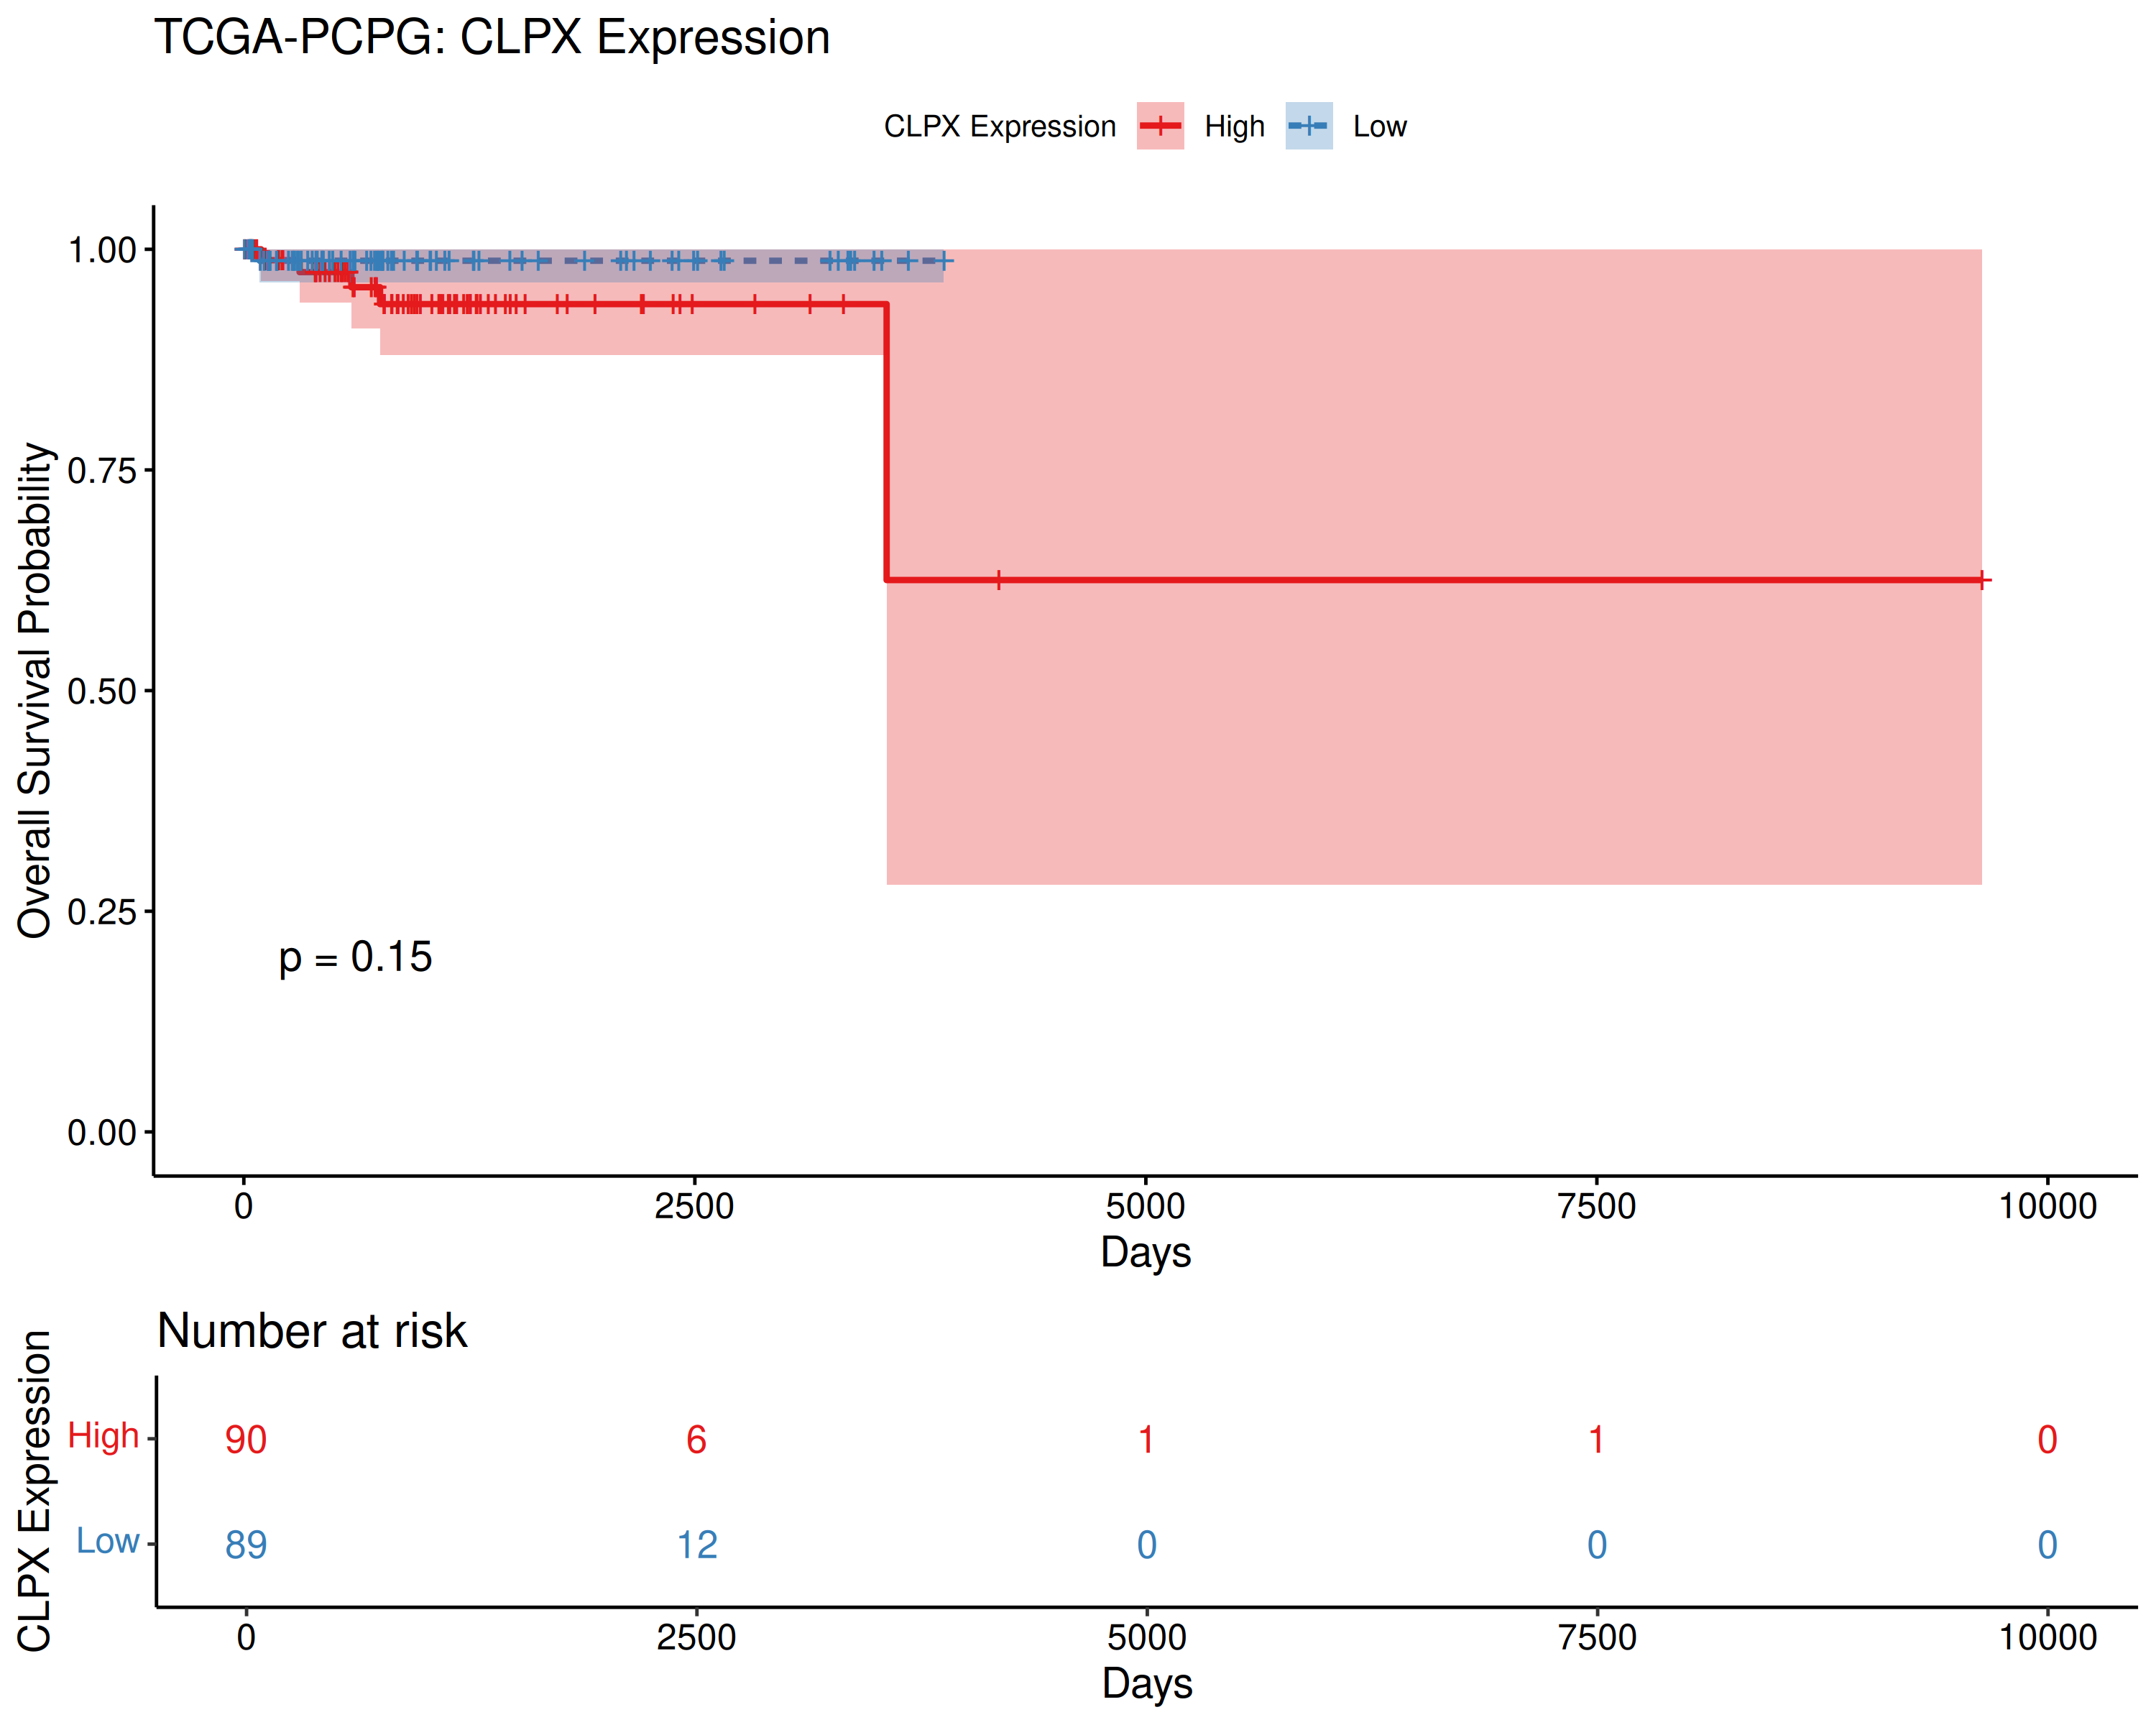 TCGA-PCPG: CLPX Expression
CLPX Expression High Low
Overall Survival Probability
1.00
0.75
0.50
0.25
0.00
p = 0.15
0 2500 5000 7500 10000
Days
Number at risk
CLPX Expression
High 90 6 1 1 0
Low 89 12 0 0 0
0 2500 5000 7500 10000
Days